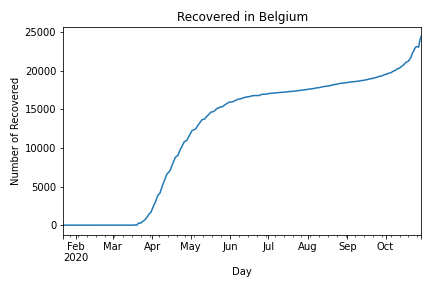 Recovered in Belgium
25000
20000
15000
10000
5000
0
Number of Recovered
Feb Mar Apr May Jun Jul Aug Sep Oct
2020
Day